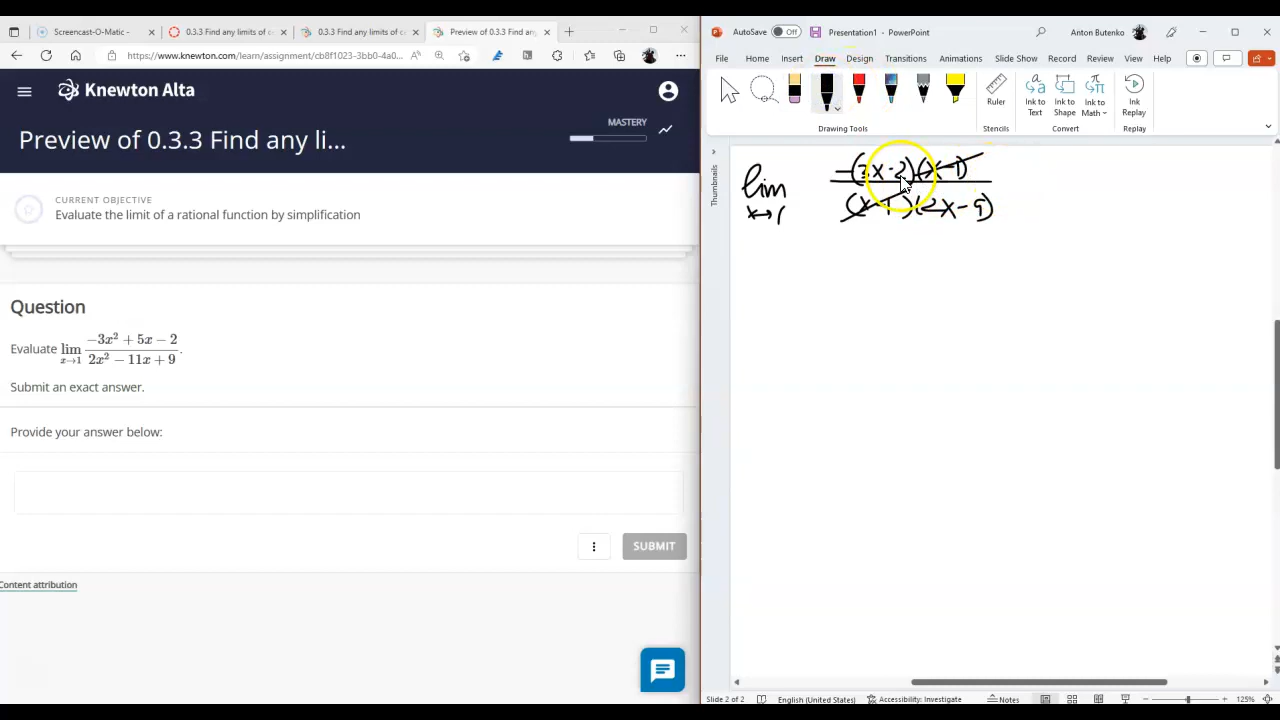 Screencast-O-Matic -
0.3.3 Find any limits of
0.3.3 Find any limits of c
Preview of 0.3.3 Find any
https://www.knewton.com/learn/assignment/cb8f1023-3bb0-4a0...
Knewton Alta
Preview of 0.3.3 Find any li...
MASTERY
CURRENT OBJECTIVE
Evaluate the limit of a rational function by simplification
Question
Evaluate lim x→1 −3x² + 5x − 2 / 2x² − 11x + 9.
Submit an exact answer.
Provide your answer below:
SUBMIT
Content attribution
AutoSave Off Presentation1 - PowerPoint Anton Butenko
File Home Insert Draw Design Transitions Animations Slide Show Record Review View Help
Ruler
Ink to Text
Ink to Shape
Ink to Math
Ink Replay
Drawing Tools Stencils Convert Replay
Thumbnails
lim x→1 −(3x-2)(x-1)
(x-1)(2x-9)
Slide 2 of 2 English (United States) Accessibility: Investigate Notes 125%